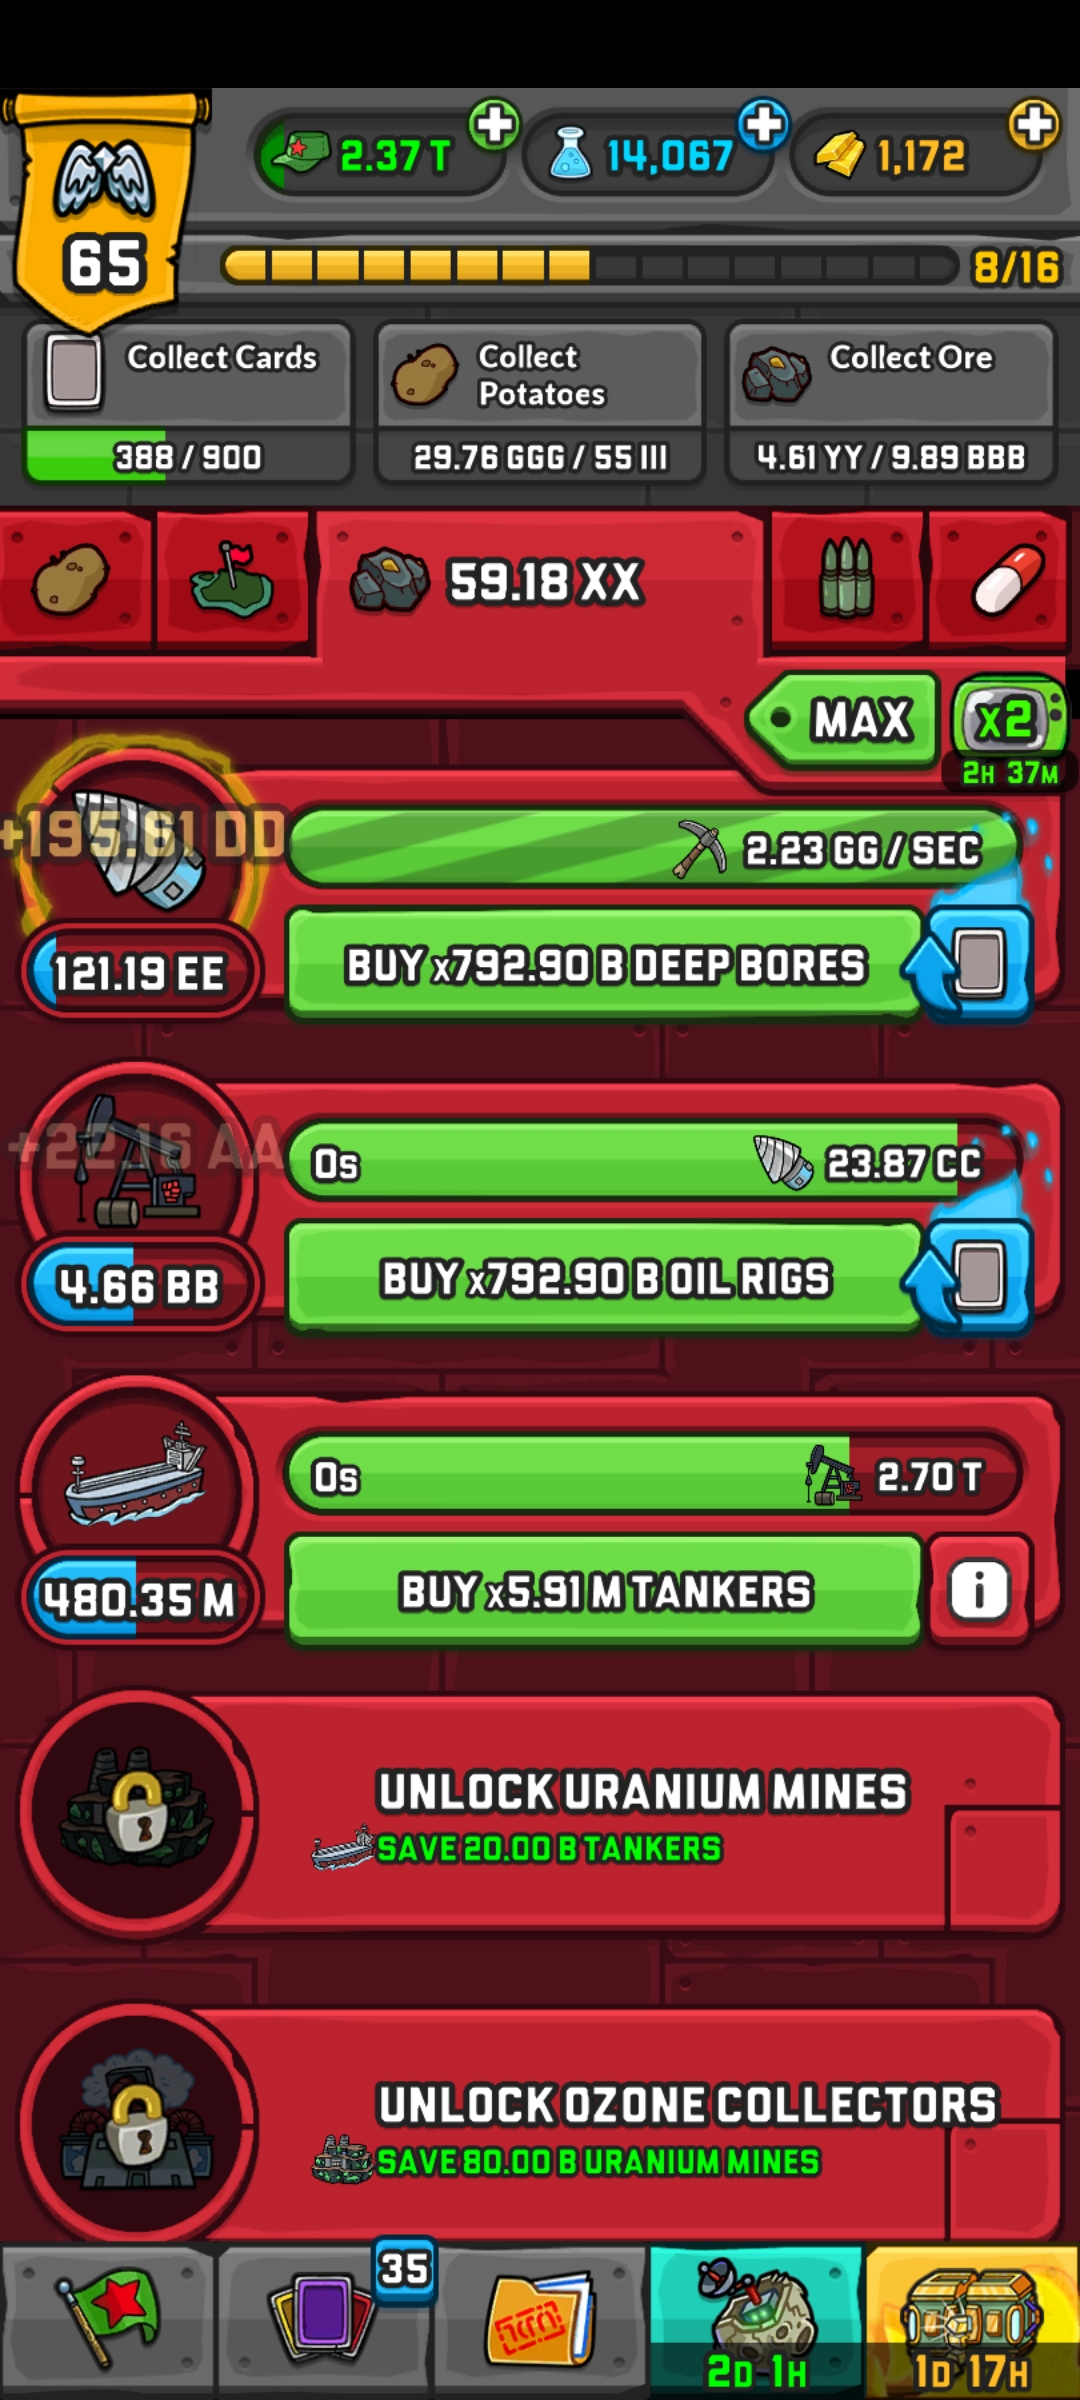 65
2.37 T
14,067
1,172
8/16
Collect Cards
388 / 900
Collect
Potatoes
29.76 GGG / 55 III
Collect Ore
4.61 YY / 9.89 BBB
59.18 XX
MAX
X2
2H 37M
+195.61 DD
2.23 GG / SEC
121.19 EE
BUY x792.90 B DEEP BORES
+22.16 AA
0s
23.87 CC
4.66 BB
BUY x792.90 B OIL RIGS
0s
2.70 T
480.35 M
BUY x5.91 M TANKERS
i
UNLOCK URANIUM MINES
SAVE 20.00 B TANKERS
UNLOCK OZONE COLLECTORS
SAVE 80.00 B URANIUM MINES
35
2D 1H
1D 17H